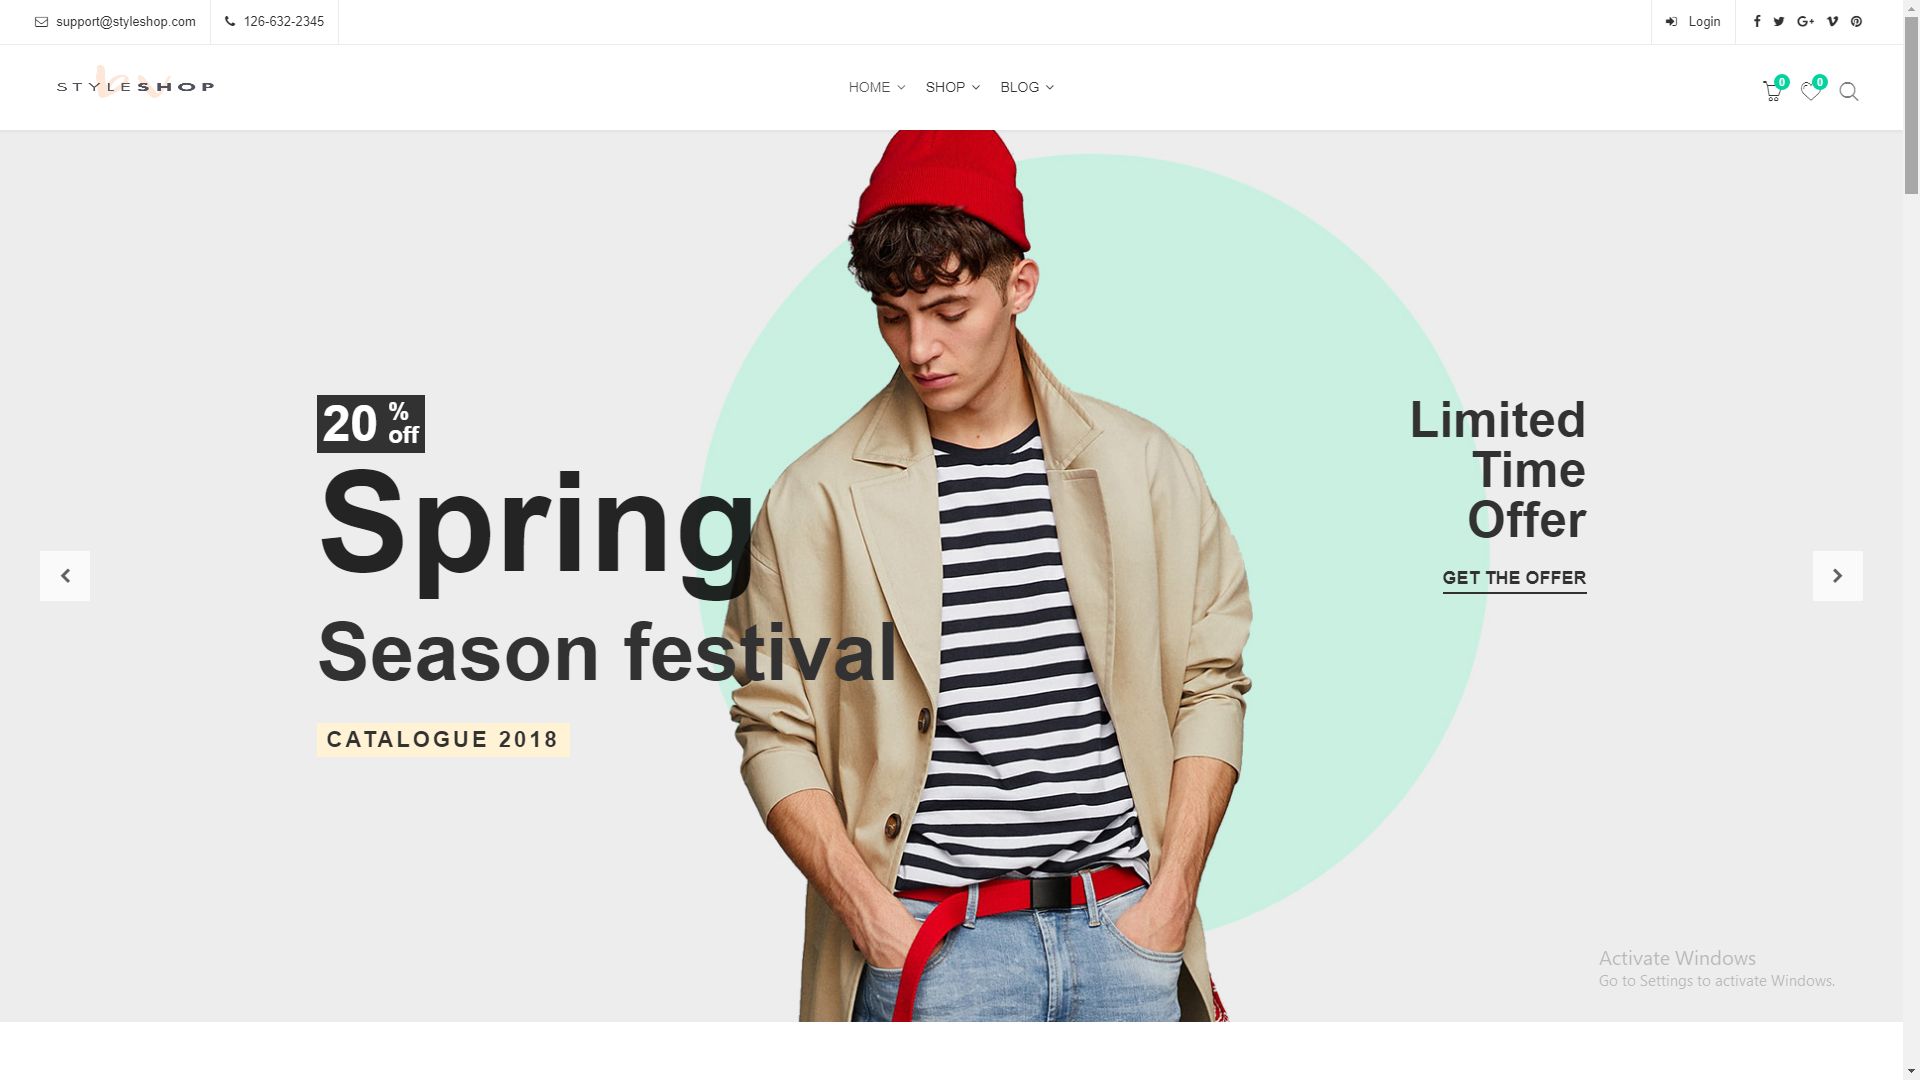 support@styleshop.com 126-632-2345 Login
STYLESHOP
HOME SHOP BLOG
0 0
20 % off
Spring
Season festival
CATALOGUE 2018
Limited
Time
Offer
GET THE OFFER
Activate Windows
Go to Settings to activate Windows.